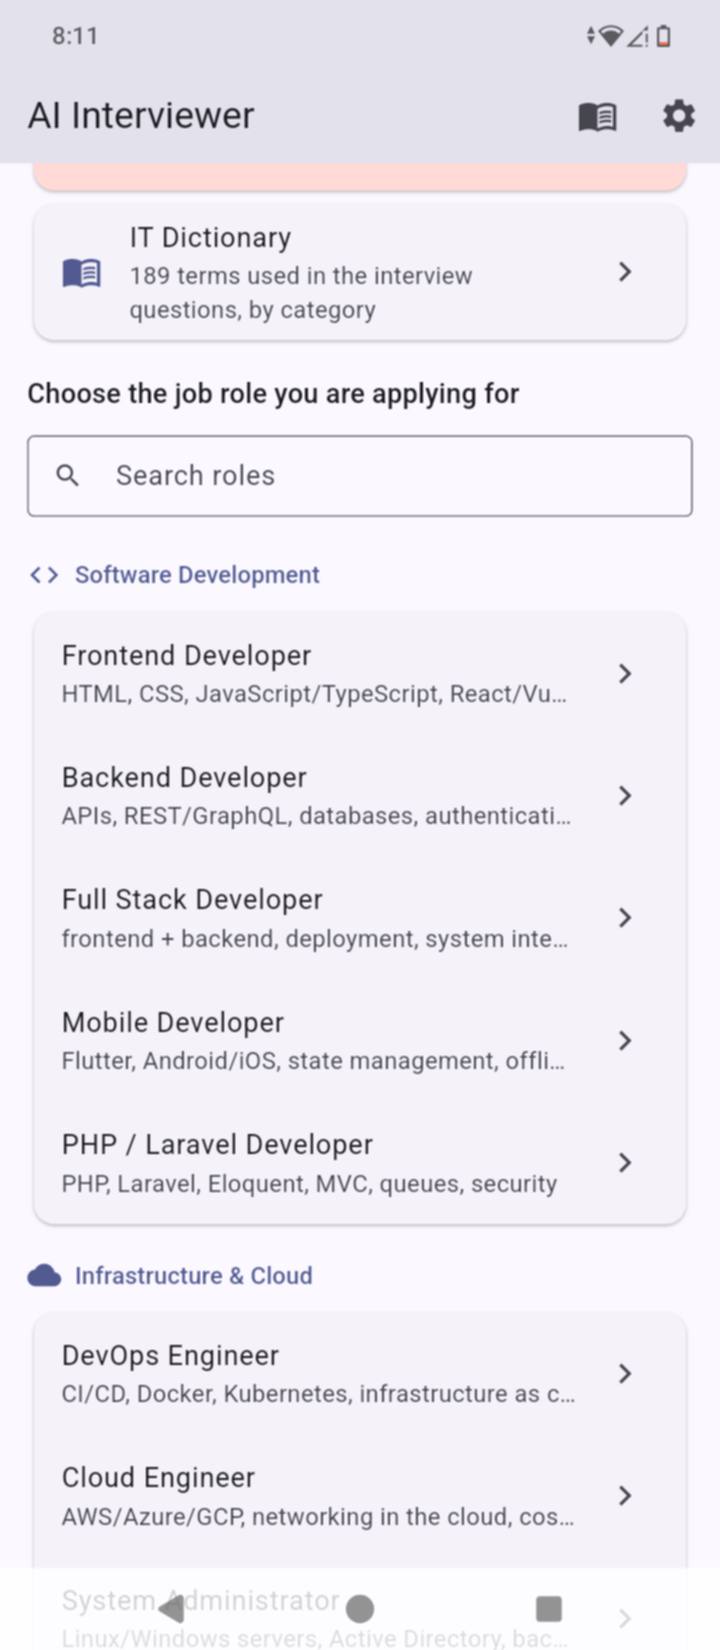 8:11
AI Interviewer
IT Dictionary
189 terms used in the interview
questions, by category
Choose the job role you are applying for
Search roles
Software Development
Frontend Developer
HTML, CSS, JavaScript/TypeScript, React/Vu...
Backend Developer
APIs, REST/GraphQL, databases, authenticati...
Full Stack Developer
frontend + backend, deployment, system inte...
Mobile Developer
Flutter, Android/iOS, state management, offli...
PHP / Laravel Developer
PHP, Laravel, Eloquent, MVC, queues, security
Infrastructure & Cloud
DevOps Engineer
CI/CD, Docker, Kubernetes, infrastructure as c...
Cloud Engineer
AWS/Azure/GCP, networking in the cloud, cos...
System Administrator
Linux/Windows servers, Active Directory, bac...